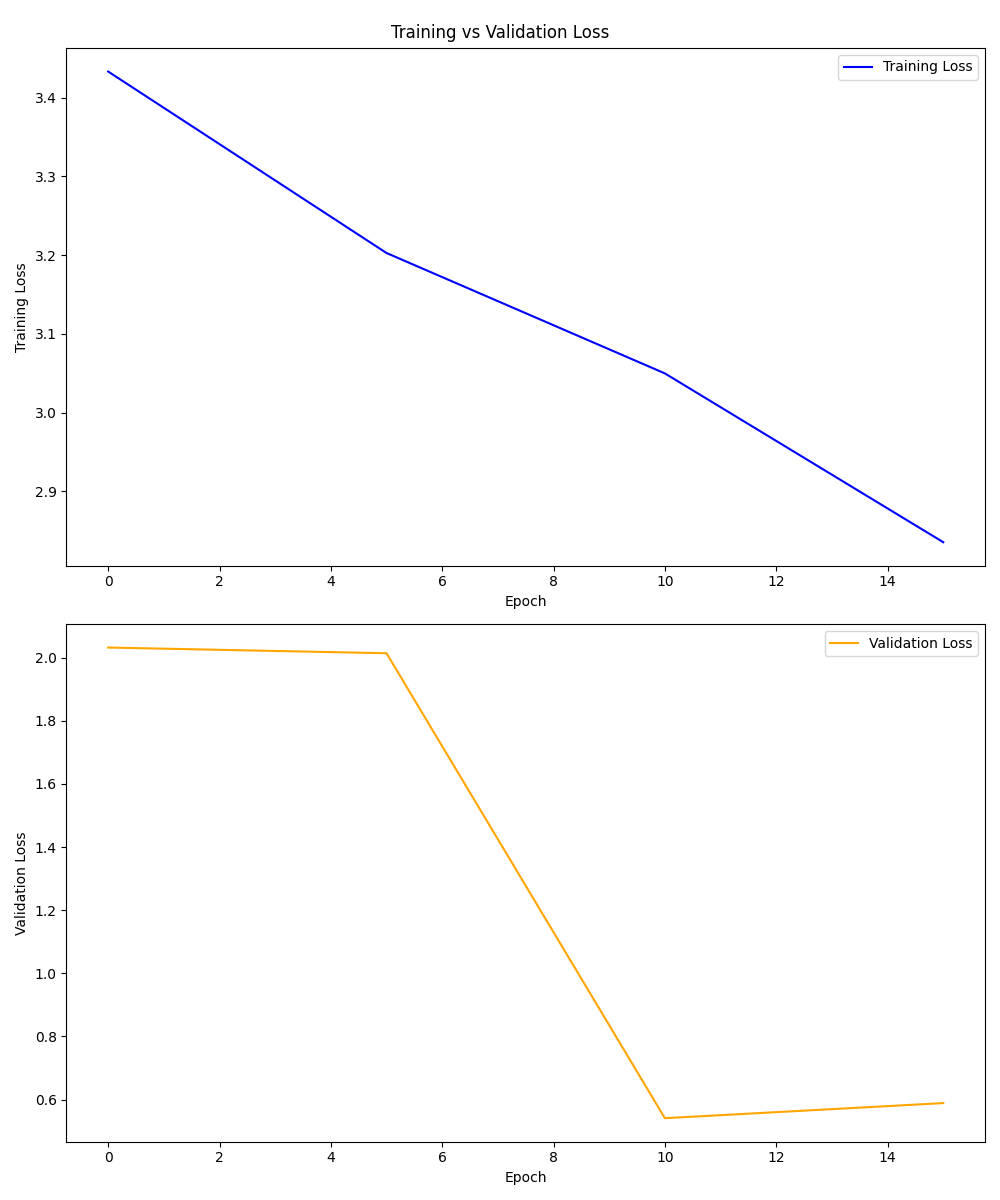 Training vs Validation Loss
Training Loss
3.4
3.3
3.2
3.1
3.0
2.9
Training Loss
0 2 4 6 8 10 12 14
Epoch
Validation Loss
2.0
1.8
1.6
1.4
1.2
1.0
0.8
0.6
Validation Loss
0 2 4 6 8 10 12 14
Epoch